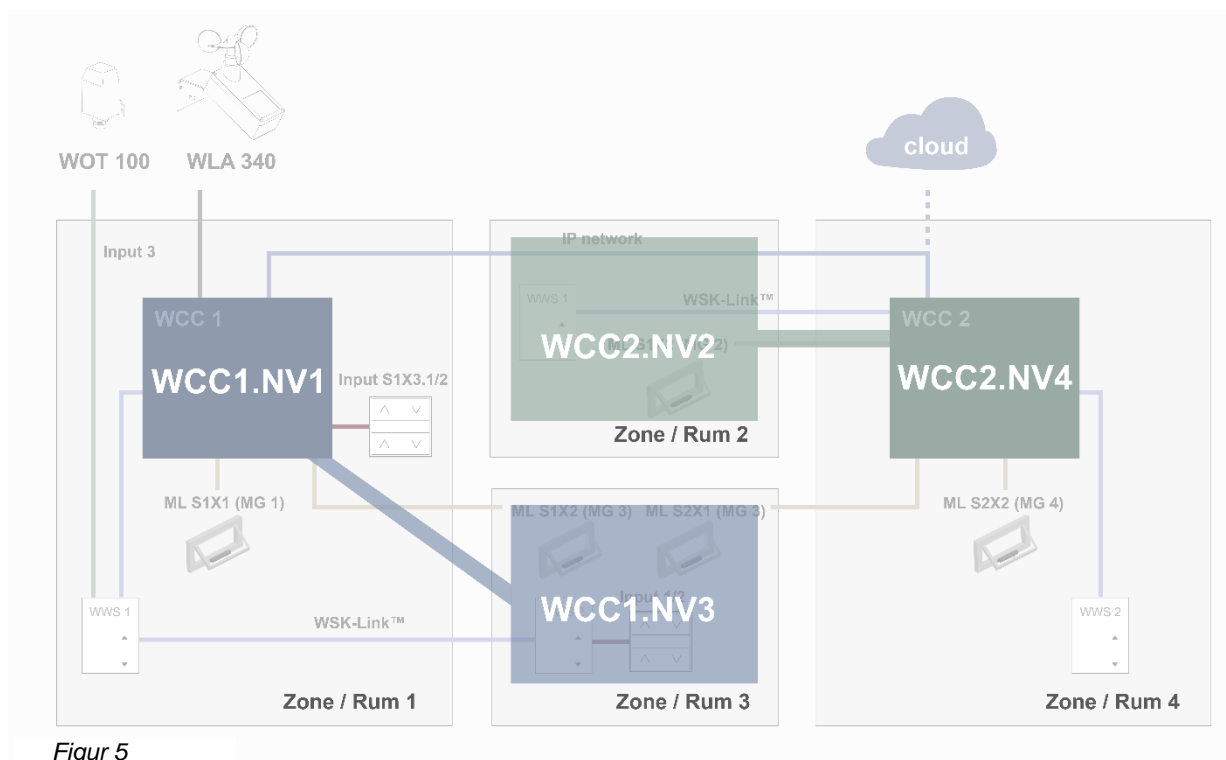 cloud
WOT 100
WLA 340
Input 3
IP network
WCC 1
WWS 1
WSK-Link™
WCC 2
WCC1.NV1
Input S1X3.1/2
WCC2.NV2
WCC2.NV4
Zone / Rum 2
ML S1X1 (MG 1)
ML S1X2 (MG 3)
ML S2X1 (MG 3)
ML S2X2 (MG 4)
WWS 1
WSK-Link™
Input 1/2
WCC1.NV3
WWS 2
Zone / Rum 1
Zone / Rum 3
Zone / Rum 4
Figur 5